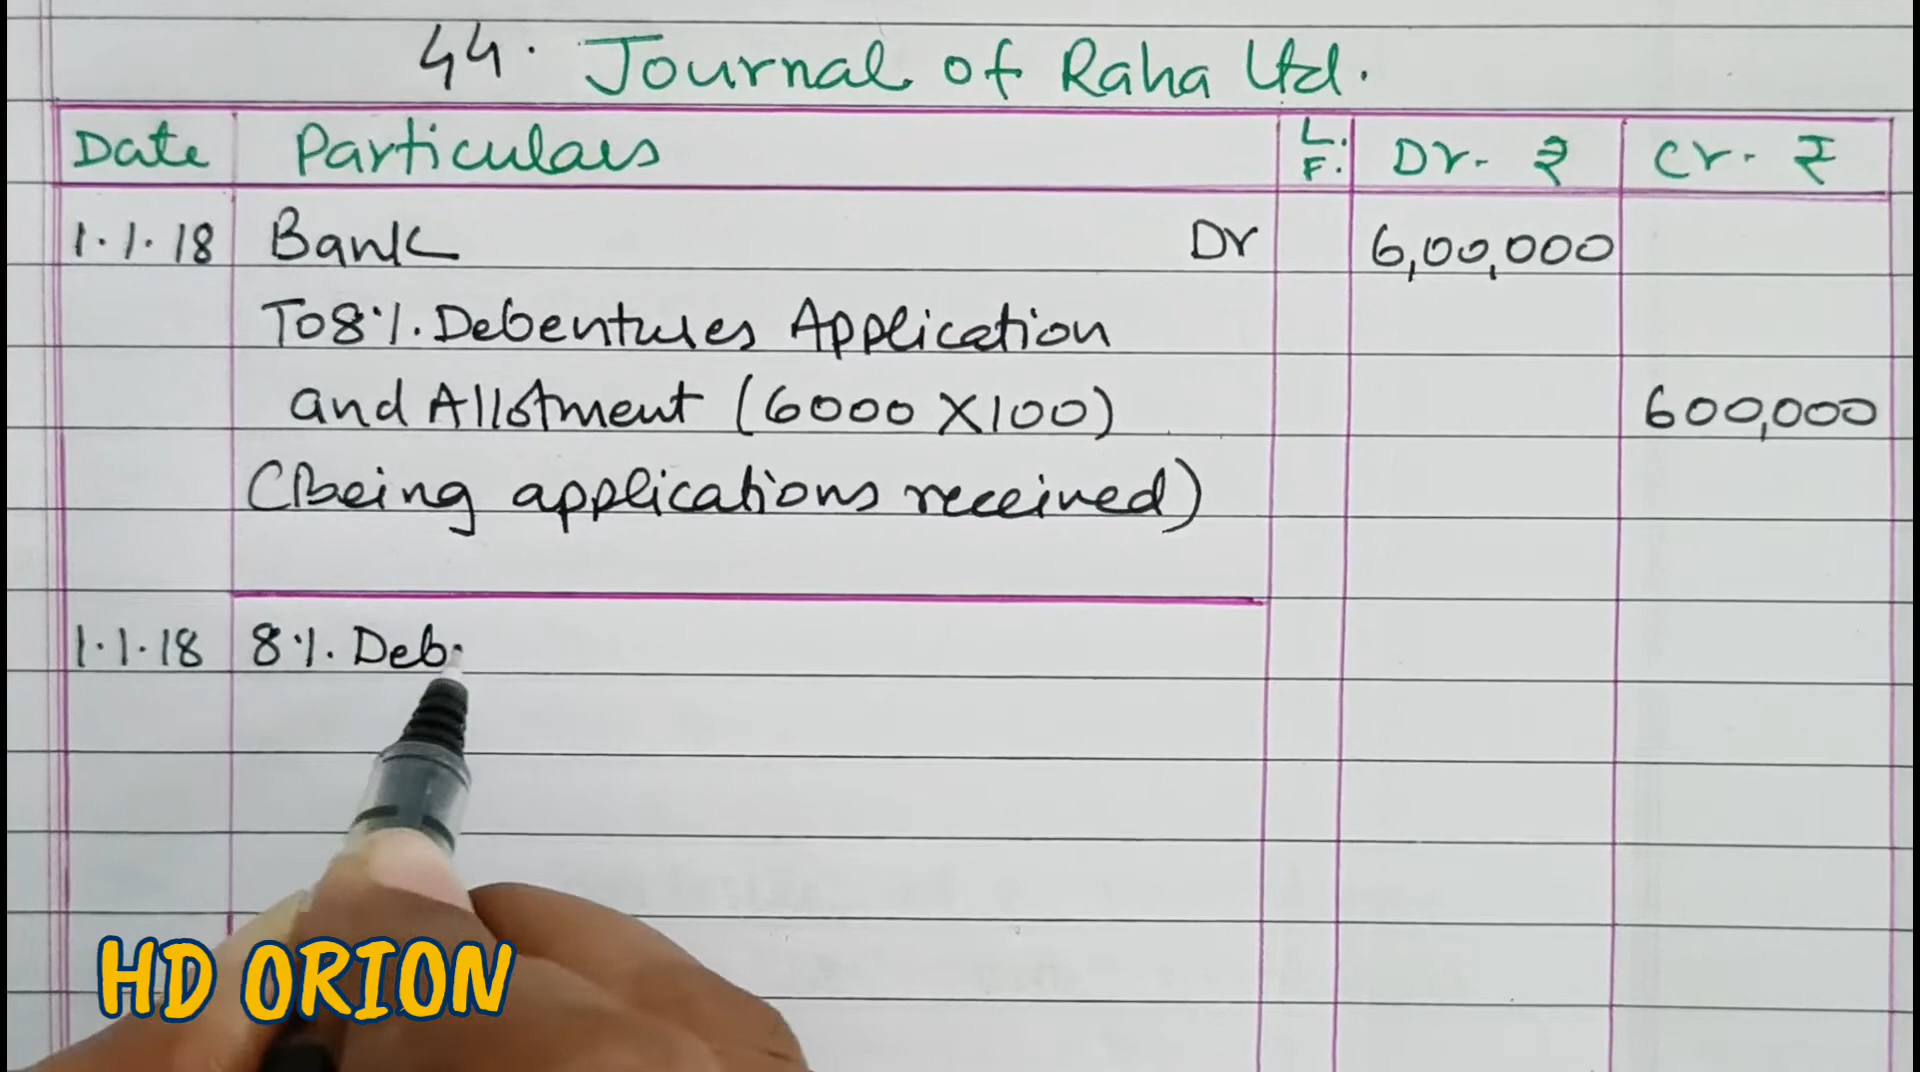 44. Journal of Raha Ltd.
Date Particulars L.F. Dr. ₹ Cr. ₹
1.1.18 Bank Dr 6,00,000
To 8%. Debentures Application
and Allotment (6000 X 100) 600,000
(Being applications received)
1.1.18 8%. Deb.
HD ORION